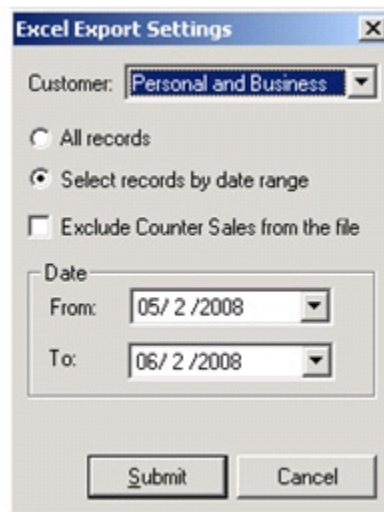 Excel Export Settings
Customer: Personal and Business
All records
Select records by date range
Exclude Counter Sales from the file
Date
From: 05/ 2 /2008
To: 06/ 2 /2008
Submit Cancel